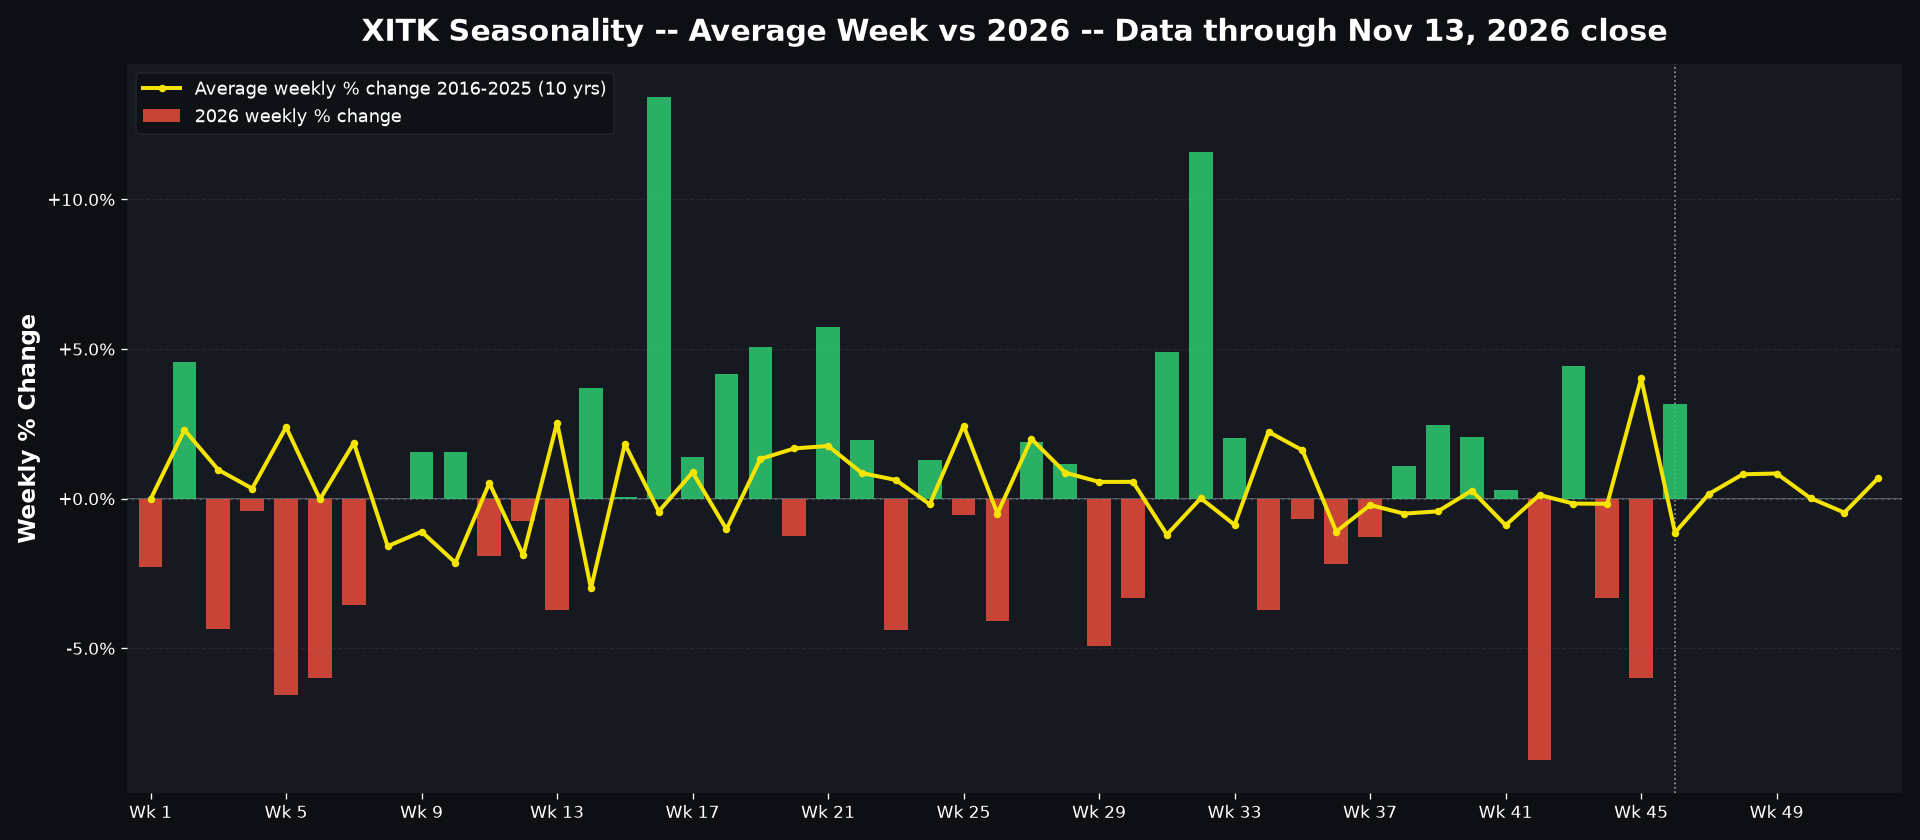 XITK Seasonality -- Average Week vs 2026 -- Data through Nov 13, 2026 close
Average weekly % change 2016-2025 (10 yrs)
2026 weekly % change
Weekly % Change
+10.0%
+5.0%
+0.0%
-5.0%
Wk 1 Wk 5 Wk 9 Wk 13 Wk 17 Wk 21 Wk 25 Wk 29 Wk 33 Wk 37 Wk 41 Wk 45 Wk 49